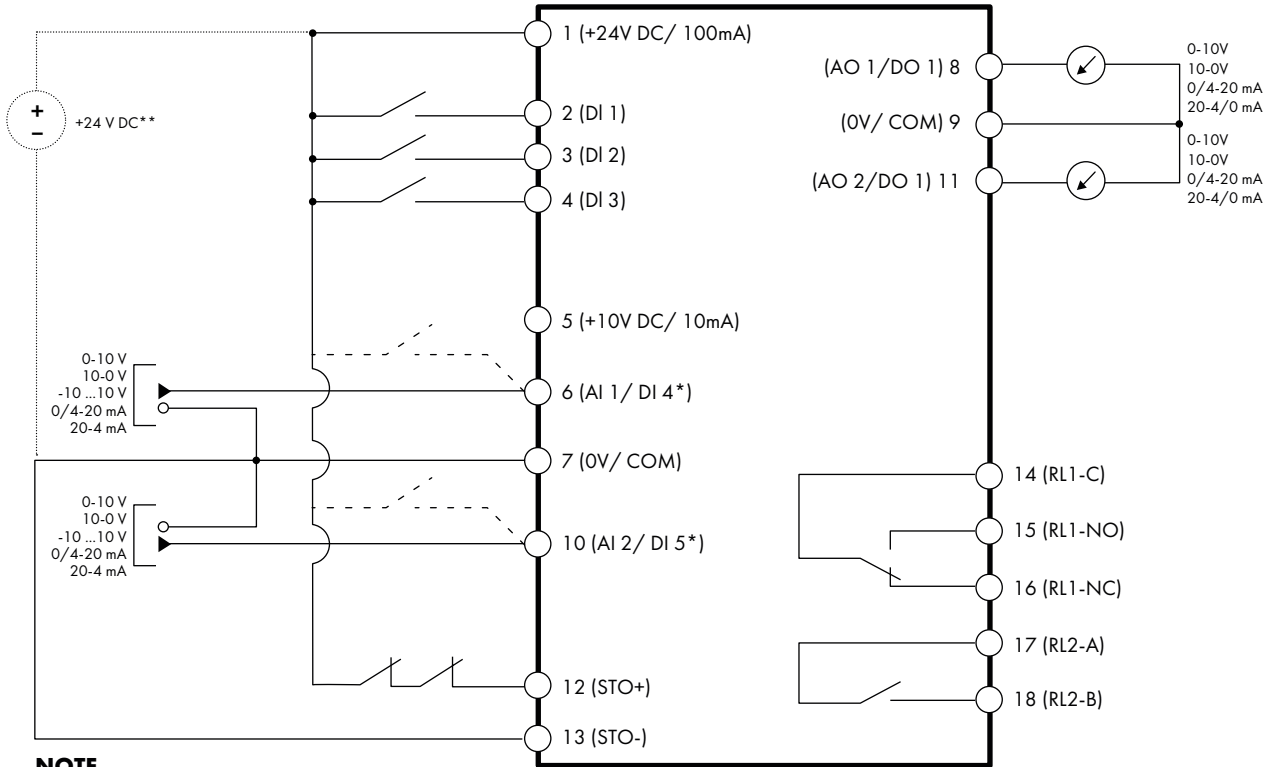 1 (+24V DC/ 100mA)
+
−
+24 V DC**
2 (DI 1)
3 (DI 2)
4 (DI 3)
5 (+10V DC/ 10mA)
0-10 V
10-0 V
-10 ...10 V
0/4-20 mA
20-4 mA
6 (AI 1/ DI 4*)
7 (0V/ COM)
0-10 V
10-0 V
-10 ...10 V
0/4-20 mA
20-4 mA
10 (AI 2/ DI 5*)
12 (STO+)
13 (STO-)
(AO 1/DO 1) 8
0-10V
10-0V
0/4-20 mA
20-4/0 mA
(0V/ COM) 9
(AO 2/DO 1) 11
0-10V
10-0V
0/4-20 mA
20-4/0 mA
14 (RL1-C)
15 (RL1-NO)
16 (RL1-NC)
17 (RL2-A)
18 (RL2-B)
NOTE